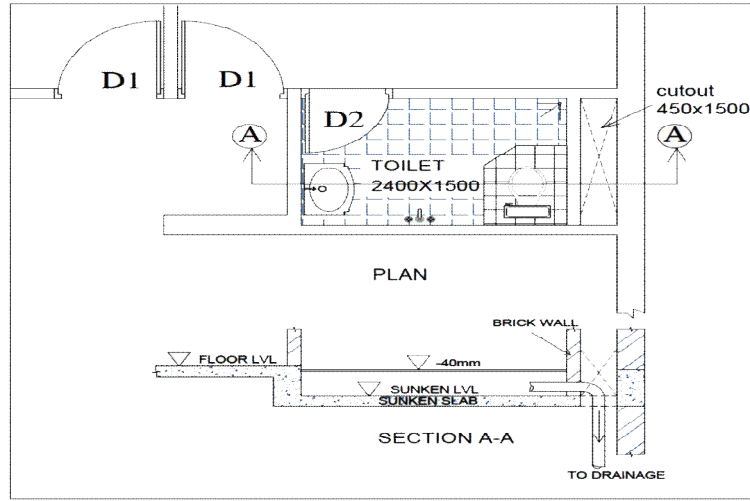 D1
D1
cutout
450x1500
D2
A
A
TOILET
2400X1500
PLAN
BRICK WALL
FLOOR LVL
-40mm
SUNKEN LVL
SUNKEN SLAB
SECTION A-A
TO DRAINAGE